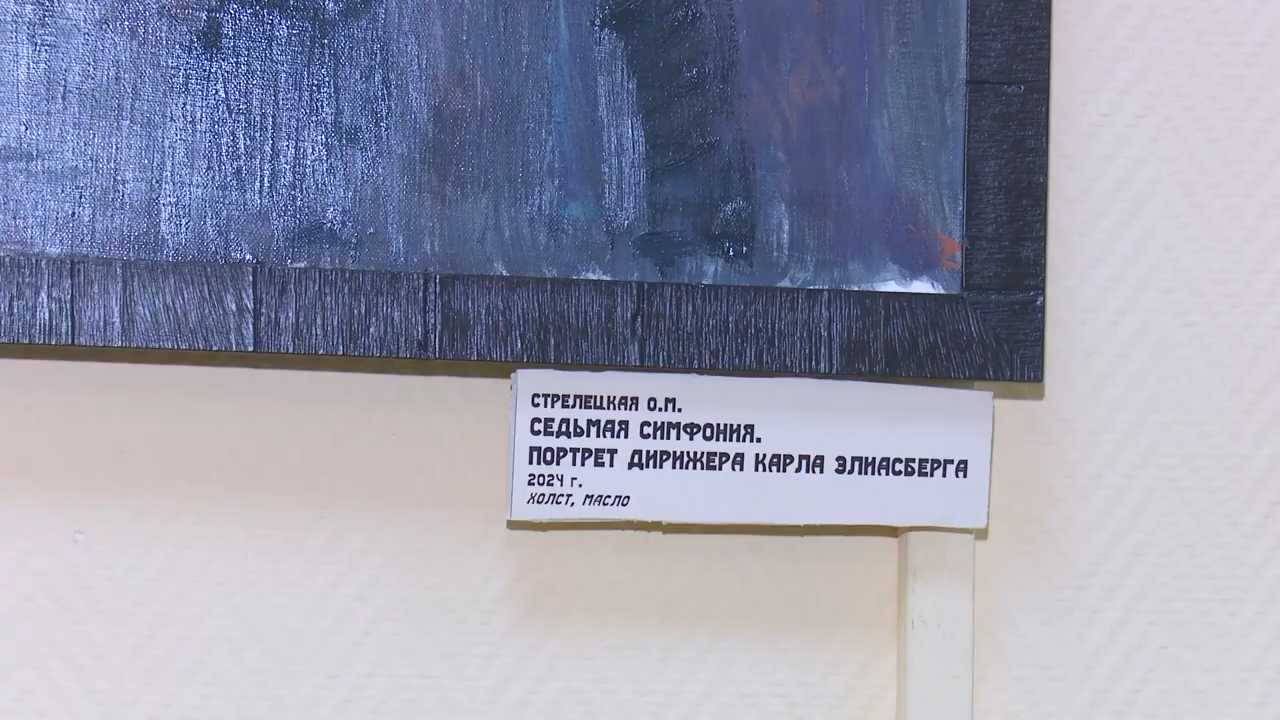 СТРЕЛЕЦКАЯ О.М.
СЕДЬМАЯ СИМФОНИЯ.
ПОРТРЕТ ДИРИЖЕРА КАРЛА ЭЛИАСБЕРГА
2024 г.
ХОЛСТ, МАСЛО